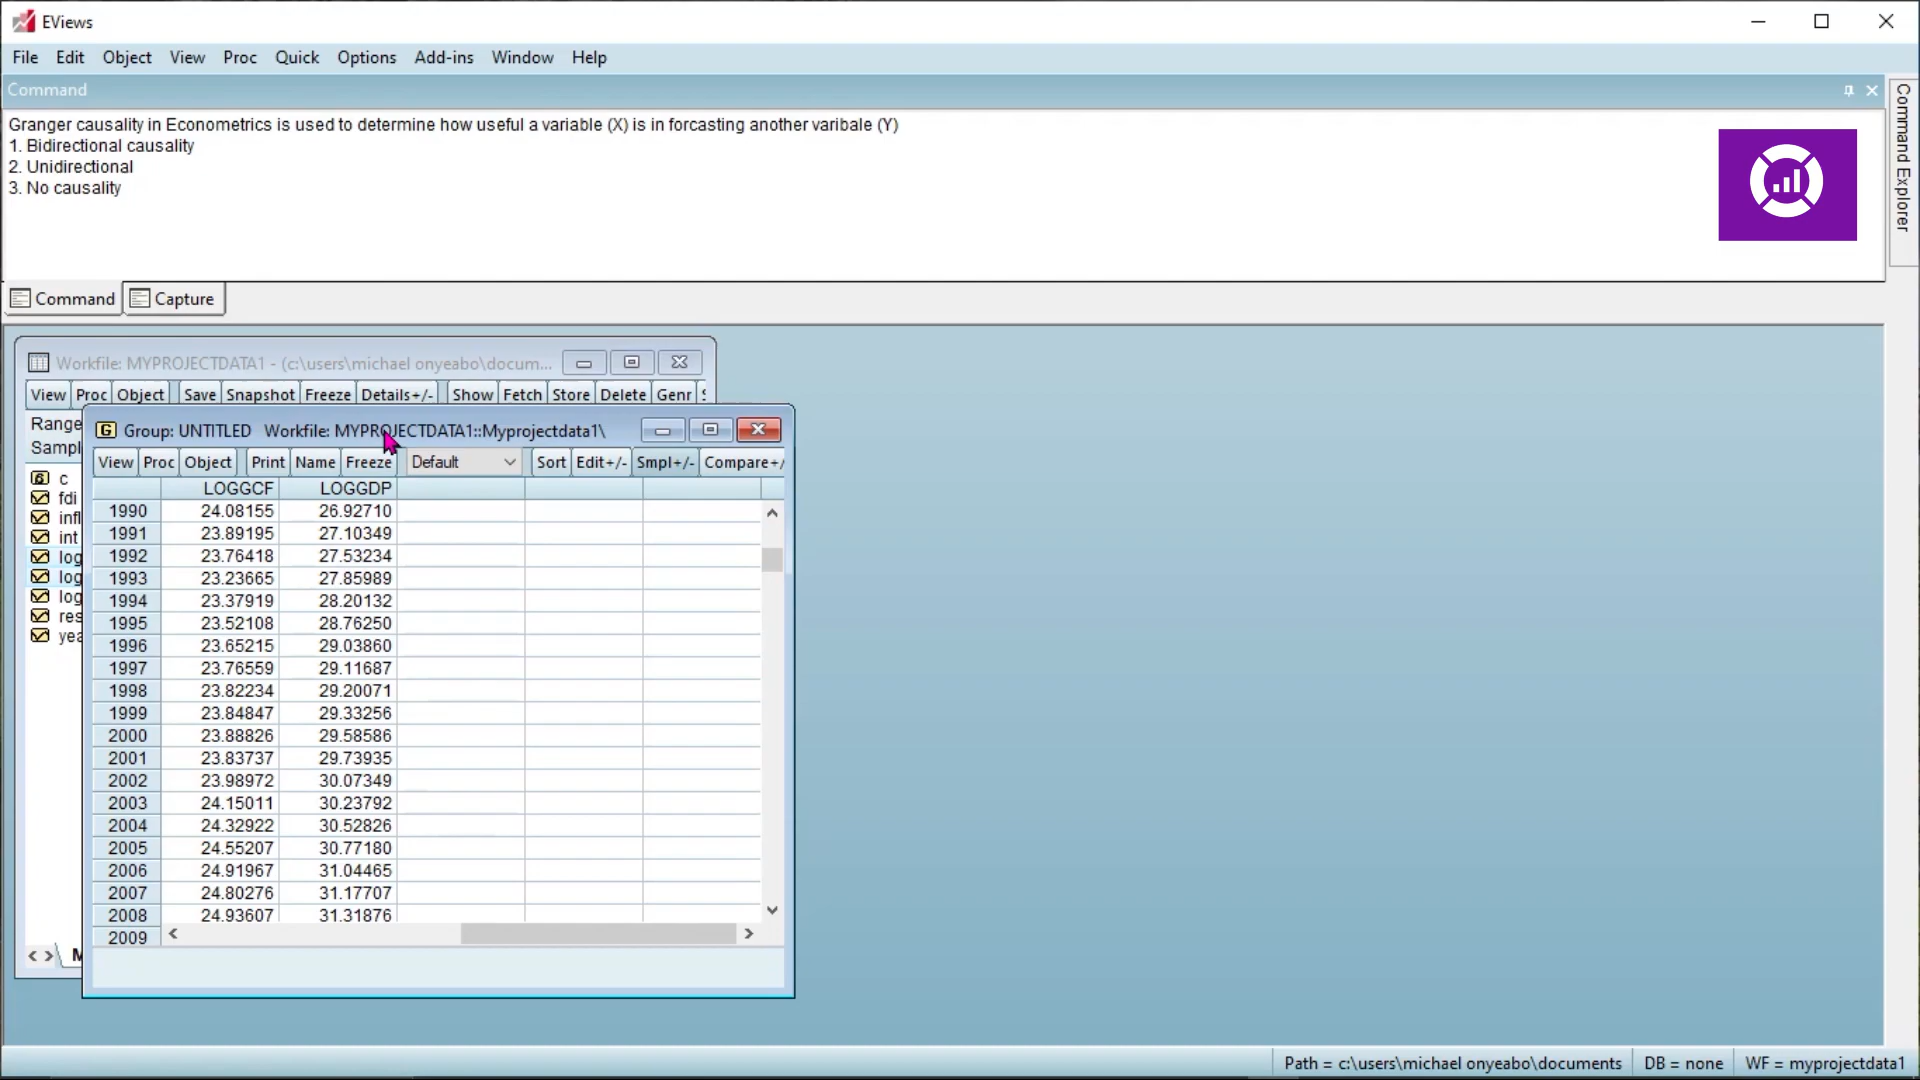 EViews
File Edit Object View Proc Quick Options Add-ins Window Help
Command
Granger causality in Econometrics is used to determine how useful a variable (X) is in forcasting another varibale (Y)
1. Bidirectional causality
2. Unidirectional
3. No causality
Command Explorer
Command Capture
Workfile: MYPROJECTDATA1 - (c:\users\michael onyeabo\docum...
View Proc Object Save Snapshot Freeze Details+/- Show Fetch Store Delete Genr
Range
Sampl
c
fdi
infl
int
log
log
log
res
yea
Group: UNTITLED Workfile: MYPROJECTDATA1::Myprojectdata1\
View Proc Object Print Name Freeze Default Sort Edit+/- Smpl+/- Compare+/
LOGGCF LOGGDP
1990 24.08155 26.92710
1991 23.89195 27.10349
1992 23.76418 27.53234
1993 23.23665 27.85989
1994 23.37919 28.20132
1995 23.52108 28.76250
1996 23.65215 29.03860
1997 23.76559 29.11687
1998 23.82234 29.20071
1999 23.84847 29.33256
2000 23.88826 29.58586
2001 23.83737 29.73935
2002 23.98972 30.07349
2003 24.15011 30.23792
2004 24.32922 30.52826
2005 24.55207 30.77180
2006 24.91967 31.04465
2007 24.80276 31.17707
2008 24.93607 31.31876
2009
Path = c:\users\michael onyeabo\documents DB = none WF = myprojectdata1